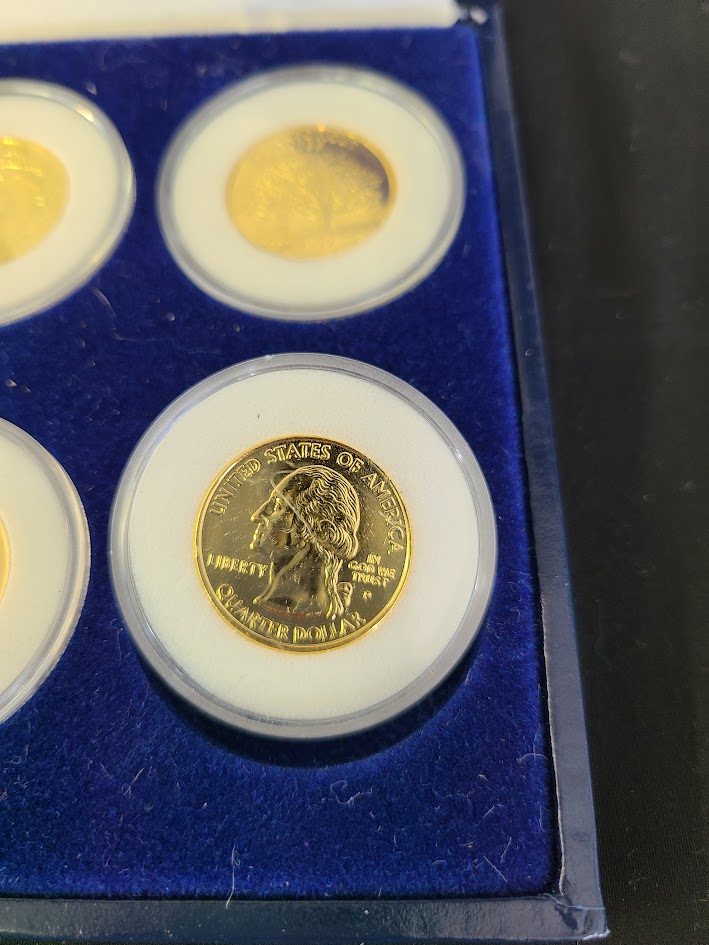 UNITED STATES OF AMERICA
LIBERTY
IN
GOD WE
TRUST
P
QUARTER DOLLAR